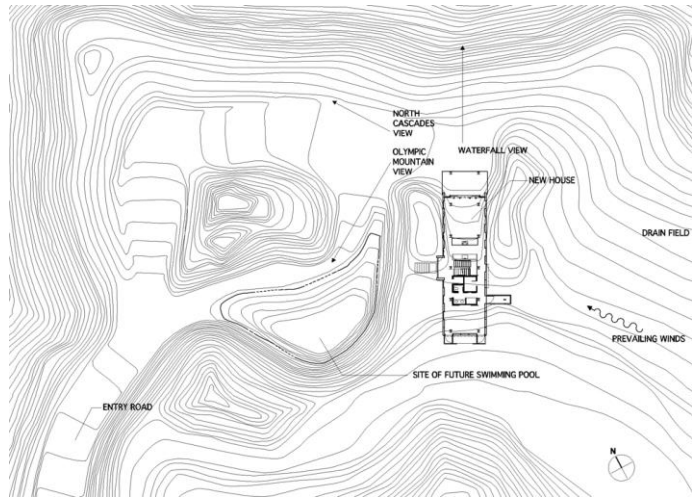 NORTH
CASCADES
VIEW
OLYMPIC
MOUNTAIN
VIEW
WATERFALL VIEW
NEW HOUSE
DRAIN FIELD
PREVAILING WINDS
SITE OF FUTURE SWIMMING POOL
ENTRY ROAD
N